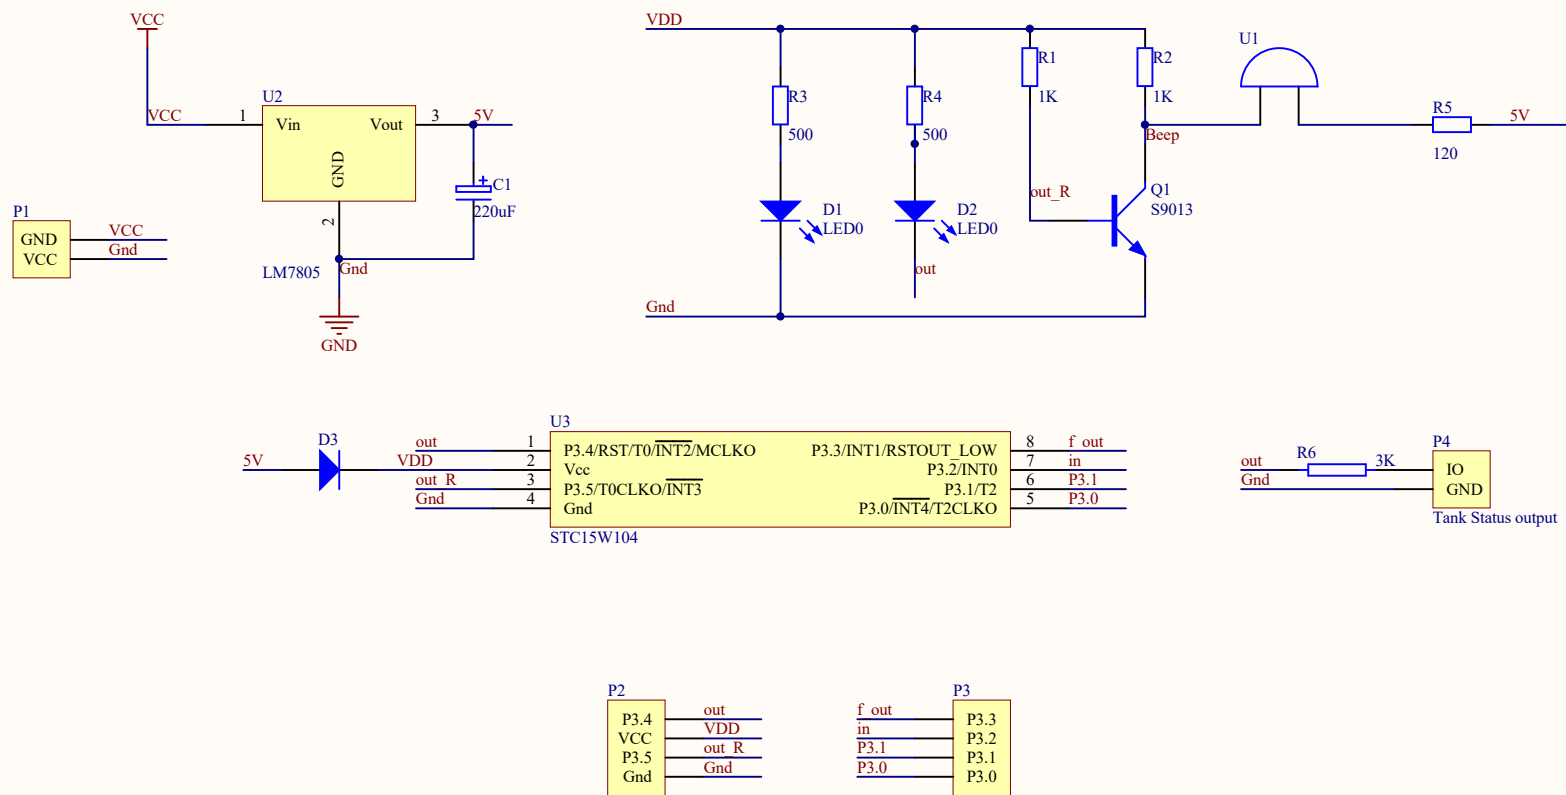 VCC
VCC
U2
1
Vin
Vout
3
5V
GND
2
C1
220uF
LM7805
Gnd
GND
P1
GND
VCC
VCC
Gnd
VDD
R3
500
R4
500
R1
1K
R2
1K
U1
Beep
R5
120
5V
out_R
Q1
S9013
D1
LED0
D2
LED0
out
Gnd
D3
5V
VDD
U3
out
1
P3.4/RST/T0/INT2/MCLKO
2
Vcc
out_R
3
P3.5/T0CLKO/INT3
Gnd
4
Gnd
P3.3/INT1/RSTOUT_LOW
8
f_out
P3.2/INT0
7
in
P3.1/T2
6
P3.1
P3.0/INT4/T2CLKO
5
P3.0
STC15W104
out
R6
3K
Gnd
P4
IO
GND
Tank Status output
P2
P3.4
out
VCC
VDD
P3.5
out_R
Gnd
Gnd
P3
f_out
P3.3
in
P3.2
P3.1
P3.1
P3.0
P3.0